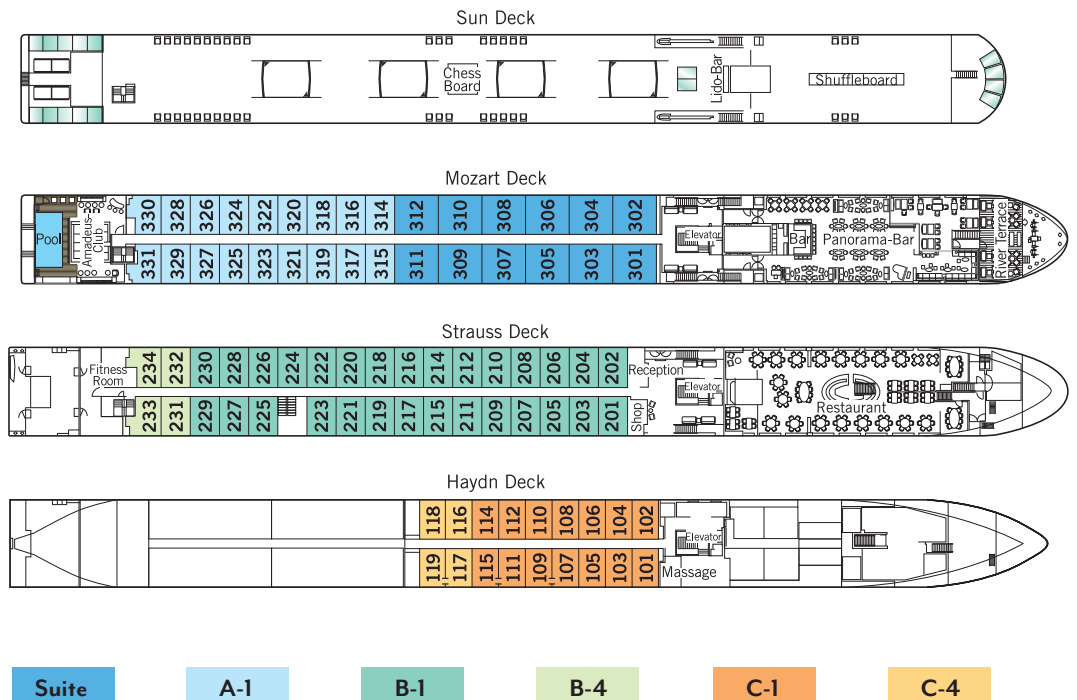 Sun Deck
Chess
Board
Lido-Bar
Shuffleboard
Mozart Deck
330 328 326 324 322 320 318 316 314 312 310 308 306 304 302
Pool
Amadeus-
Club
Elevator
Bar
Panorama-Bar
River Terrace
331 329 327 325 323 321 319 317 315 311 309 307 305 303 301
Strauss Deck
234 232 230 228 226 224 222 220 218 216 214 212 210 208 206 204 202
Fitness
Room
Reception
Elevator
Restaurant
233 231 229 227 225 223 221 219 217 215 211 209 207 205 203 201
Shop
Haydn Deck
118 116 114 112 110 108 106 104 102
Elevator
119 117 115 111 109 107 105 103 101
Massage
Suite A-1 B-1 B-4 C-1 C-4